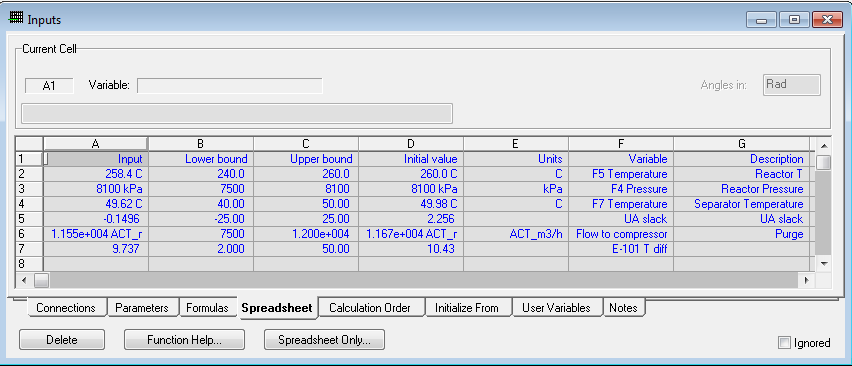 Inputs
Current Cell
A1 Variable: Angles in: Rad
A B C D E F G
1 Input Lower bound Upper bound Initial value Units Variable Description
2 258.4 C 240.0 260.0 260.0 C C F5 Temperature Reactor T
3 8100 kPa 7500 8100 8100 kPa kPa F4 Pressure Reactor Pressure
4 49.62 C 40.00 50.00 49.98 C C F7 Temperature Separator Temperature
5 -0.1496 -25.00 25.00 2.256 UA slack UA slack
6 1.155e+004 ACT_r 7500 1.200e+004 1.167e+004 ACT_r ACT_m3/h Flow to compressor Purge
7 9.737 2.000 50.00 10.43 E-101 T diff
8
Connections Parameters Formulas Spreadsheet Calculation Order Initialize From User Variables Notes
Delete Function Help... Spreadsheet Only... Ignored